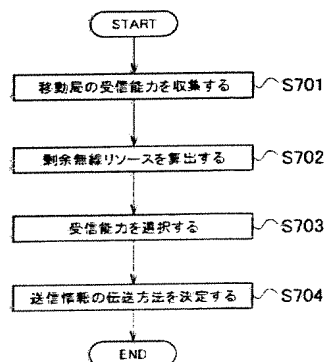 START
移動局の受信能力を収集する S701
剰余無線リソースを算出する S702
受信能力を選択する S703
送信情報の伝送方法を決定する S704
END